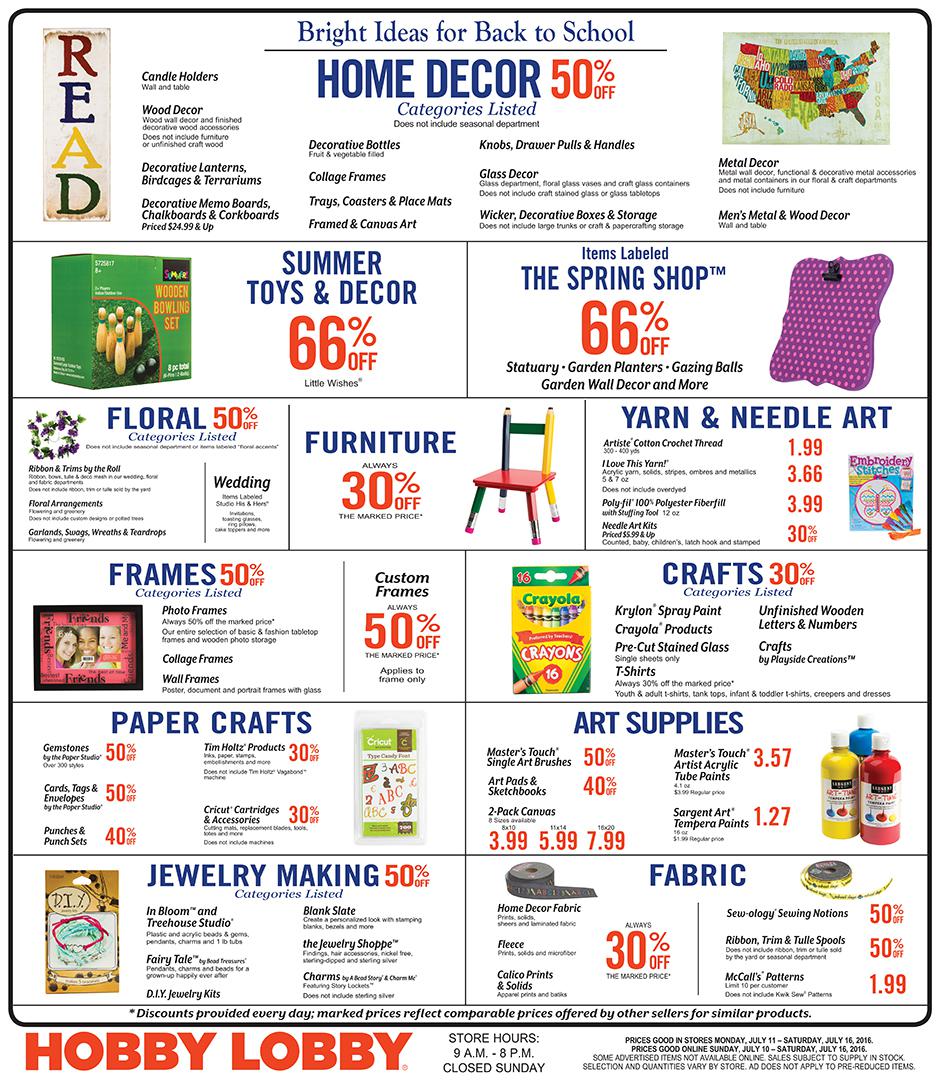 READ
Bright Ideas for Back to School
HOME DECOR 50% OFF
Categories Listed
Does not include seasonal department
Candle Holders
Wall and table
Wood Decor
Wood wall decor and finished
decorative wood accessories
Does not include furniture
or unfinished craft wood
Decorative Lanterns,
Birdcages & Terrariums
Decorative Memo Boards,
Chalkboards & Corkboards
Priced $24.99 & Up
Decorative Bottles
Fruit & vegetable filled
Collage Frames
Trays, Coasters & Place Mats
Framed & Canvas Art
Knobs, Drawer Pulls & Handles
Glass Decor
Glass department, floral glass vases and craft glass containers
Does not include craft stained glass or glass tabletops
Wicker, Decorative Boxes & Storage
Does not include large trunks or craft & papercrafting storage
Metal Decor
Metal wall decor, functional & decorative metal accessories
and metal containers in our floral & craft departments
Does not include furniture
Men's Metal & Wood Decor
Wall and table
5725817
8+
SUMMER
WOODEN
BOWLING
SET
8 pc total
SUMMER
TOYS & DECOR
66% OFF
Little Wishes®
Items Labeled
THE SPRING SHOP™
66% OFF
Statuary • Garden Planters • Gazing Balls
Garden Wall Decor and More
FLORAL 50% OFF
Categories Listed
Does not include seasonal department or items labeled "floral accents"
Ribbon & Trims by the Roll
Ribbon, bows, tulle & deco mesh in our wedding, floral
and fabric departments
Does not include ribbon, trim or tulle sold by the yard
Floral Arrangements
Flowering and greenery
Does not include custom designs or potted trees
Garlands, Swags, Wreaths & Teardrops
Flowering and greenery
Wedding
Items Labeled
Studio His & Hers®
Invitations,
toasting glasses,
ring pillows,
cake toppers and more
FURNITURE
ALWAYS
30% OFF
THE MARKED PRICE*
YARN & NEEDLE ART
Artiste® Cotton Crochet Thread
300 - 400 yds
1.99
I Love This Yarn!®
Acrylic yarn, solids, stripes, ombres and metallics
5 & 7 oz
Does not include overdyed
3.66
Poly-fil® 100% Polyester Fiberfill
with Stuffing Tool 12 oz
3.99
Needle Art Kits
Priced $5.99 & Up
Counted, baby, children's, latch hook and stamped
30% OFF
Embroidery
Stitches
FRAMES 50% OFF
Categories Listed
Friends
Friends
Photo Frames
Always 50% off the marked price*
Our entire selection of basic & fashion tabletop
frames and wooden photo storage
Collage Frames
Wall Frames
Poster, document and portrait frames with glass
Custom
Frames
ALWAYS
50% OFF
THE MARKED PRICE*
Applies to
frame only
16
Crayola
Preferred by Teachers!
CRAYONS
16
CRAFTS 30% OFF
Categories Listed
Krylon® Spray Paint
Crayola® Products
Pre-Cut Stained Glass
Single sheets only
T-Shirts
Always 30% off the marked price*
Youth & adult t-shirts, tank tops, infant & toddler t-shirts, creepers and dresses
Unfinished Wooden
Letters & Numbers
Crafts
by Playside Creations™
PAPER CRAFTS
Gemstones
by the Paper Studio®
Over 300 styles
50% OFF
Cards, Tags &
Envelopes
by the Paper Studio®
50% OFF
Punches &
Punch Sets
40% OFF
Tim Holtz® Products
Inks, paper, stamps,
embellishments and more
Does not include Tim Holtz® Vagabond™
machine
30% OFF
Cricut® Cartridges
& Accessories
Cutting mats, replacement blades, tools,
totes and more
Does not include machines
30% OFF
Cricut
Type Candy Font
ART SUPPLIES
Master's Touch®
Single Art Brushes
50% OFF
Art Pads &
Sketchbooks
40% OFF
2-Pack Canvas
8 Sizes available
8x10 11x14 16x20
3.99 5.99 7.99
Master's Touch®
Artist Acrylic
Tube Paints
4.1 oz
$3.99 Regular price
3.57
Sargent Art®
Tempera Paints
16 oz
$1.99 Regular price
1.27
JEWELRY MAKING 50% OFF
Categories Listed
D.I.Y.
In Bloom™ and
Treehouse Studio®
Plastic and acrylic beads & gems,
pendants, charms and 1 lb tubs
Fairy Tale™ by Bead Treasures®
Pendants, charms and beads for a
grown-up happily ever after
D.I.Y. Jewelry Kits
Blank Slate
Create a personalized look with stamping
blanks, bezels and more
the Jewelry Shoppe™
Findings, hair accessories, nickel free,
sterling-dipped and sterling silver
Charms by A Bead Story® & Charm Me®
Featuring Story Lockets™
Does not include sterling silver
FABRIC
Home Decor Fabric
Prints, solids,
sheers and laminated fabric
Fleece
Prints, solids and microfiber
Calico Prints
& Solids
Apparel prints and batiks
ALWAYS
30% OFF
THE MARKED PRICE*
Sew-ology® Sewing Notions
50% OFF
Ribbon, Trim & Tulle Spools
Does not include ribbon, trim or tulle sold
by the yard or seasonal department
50% OFF
McCall's® Patterns
Limit 10 per customer
Does not include Kwik Sew® Patterns
1.99
* Discounts provided every day; marked prices reflect comparable prices offered by other sellers for similar products.
HOBBY LOBBY®
STORE HOURS:
9 A.M. - 8 P.M.
CLOSED SUNDAY
PRICES GOOD IN STORES MONDAY, JULY 11 – SATURDAY, JULY 16, 2016.
PRICES GOOD ONLINE SUNDAY, JULY 10 – SATURDAY, JULY 16, 2016.
SOME ADVERTISED ITEMS NOT AVAILABLE ONLINE. SALES SUBJECT TO SUPPLY IN STOCK.
SELECTION AND QUANTITIES VARY BY STORE. AD DOES NOT APPLY TO PRE-REDUCED ITEMS.